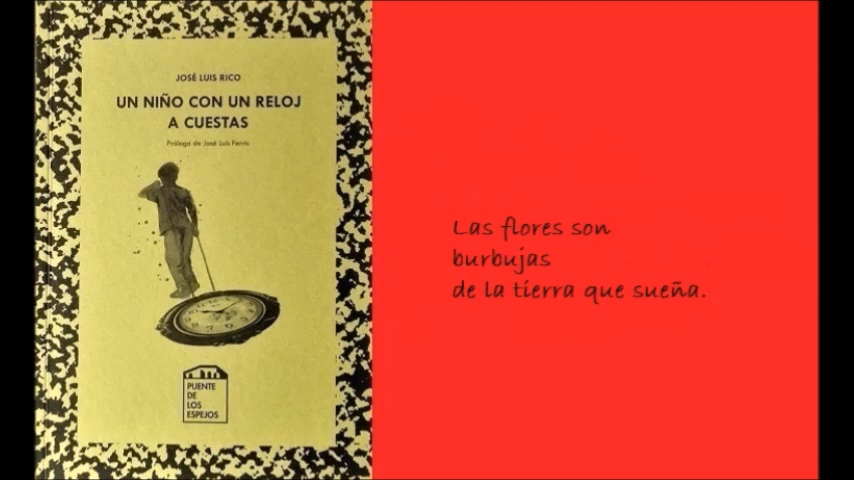 JOSÉ LUIS RICO
UN NIÑO CON UN RELOJ
A CUESTAS
Prólogo de José Luis Ferris
PUENTE
DE
LOS
ESPEJOS
Las flores son
burbujas
de la tierra que sueña.